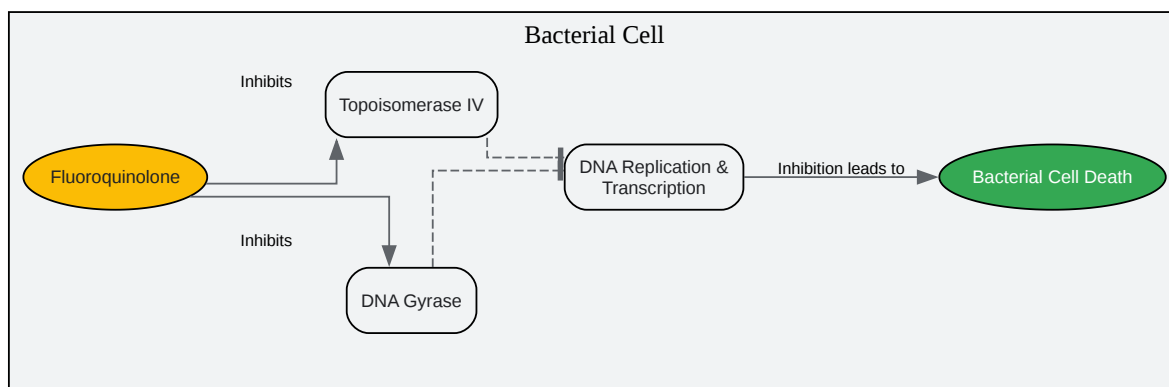 Bacterial Cell
Inhibits
Topoisomerase IV
Fluoroquinolone
DNA Replication &
Transcription
Inhibition leads to
Bacterial Cell Death
Inhibits
DNA Gyrase